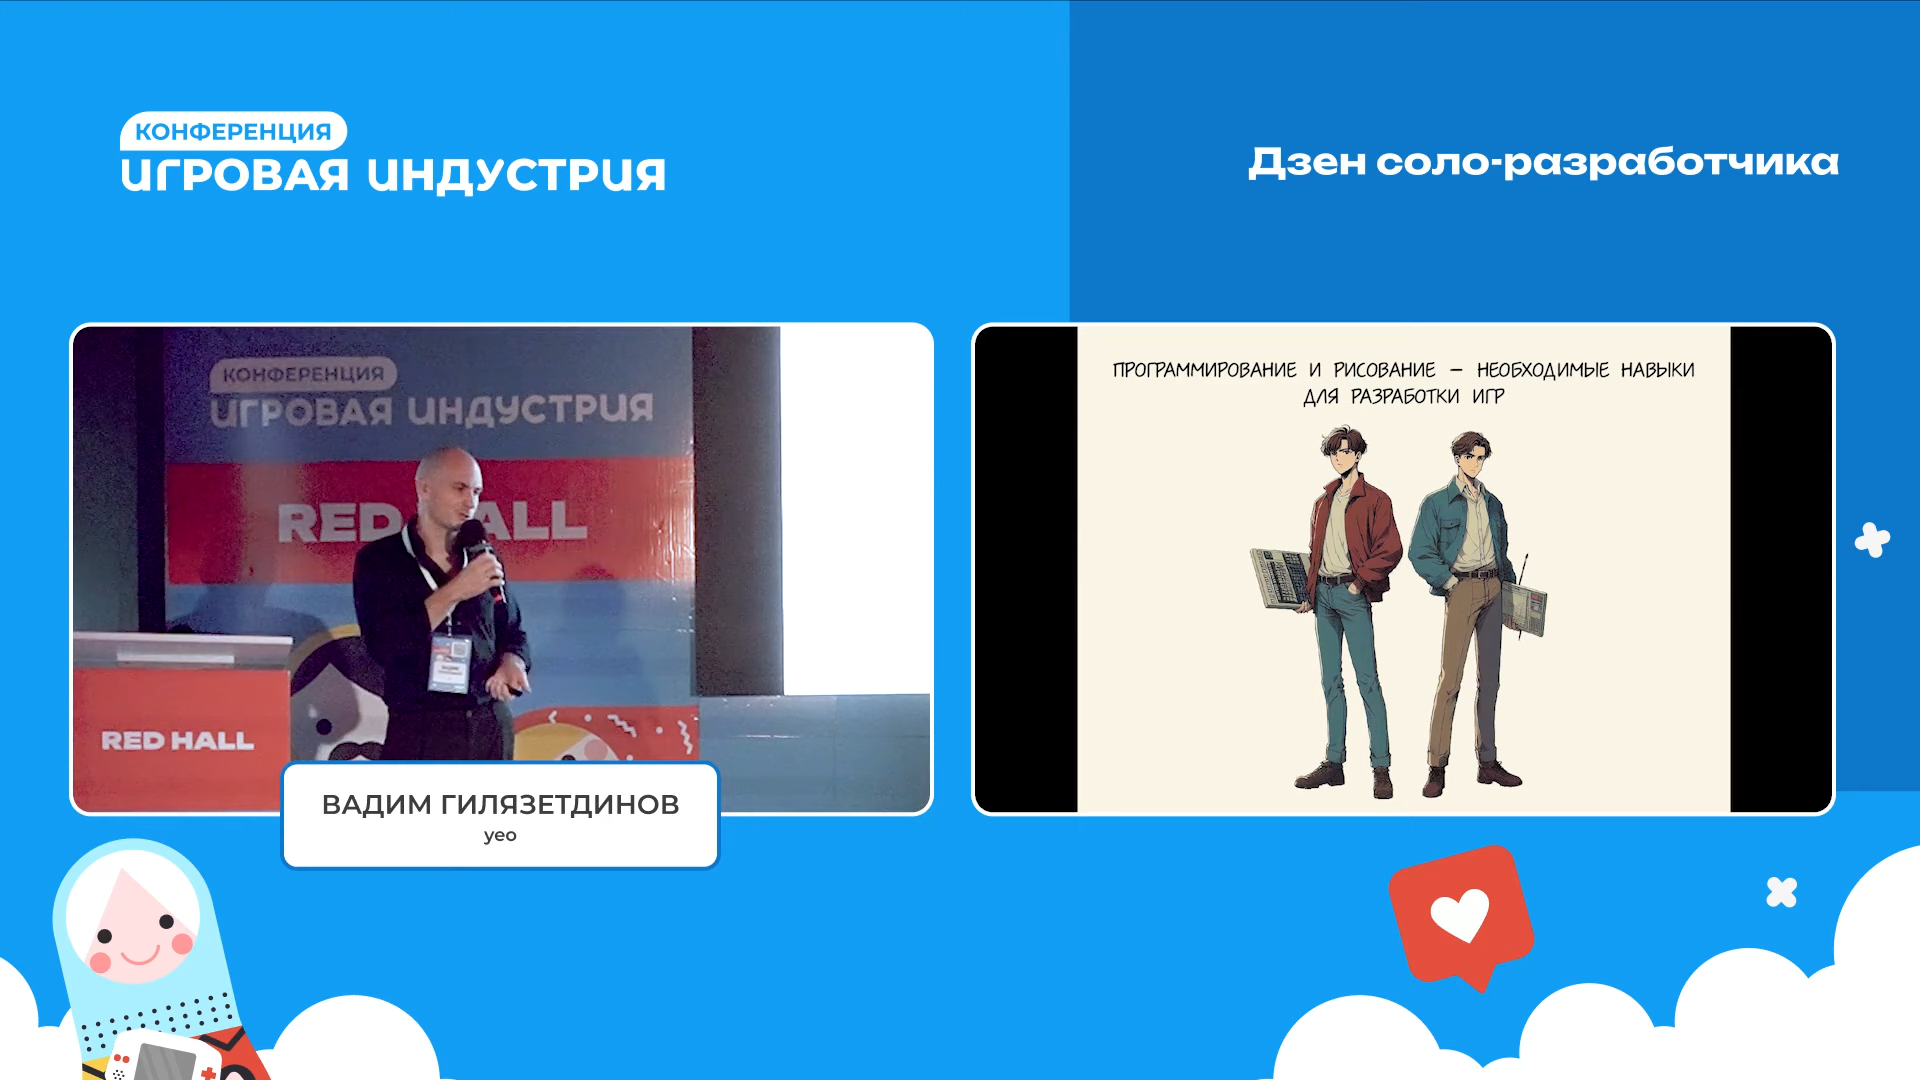 КОНФЕРЕНЦИЯ
ИГРОВАЯ ИНДУСТРИЯ
Дзен соло-разработчика
КОНФЕРЕНЦИЯ
ИГРОВАЯ ИНДУСТРИЯ
RED HALL
RED HALL
ВАДИМ ГИЛЯЗЕТДИНОВ
yeo
ПРОГРАММИРОВАНИЕ И РИСОВАНИЕ – НЕОБХОДИМЫЕ НАВЫКИ
ДЛЯ РАЗРАБОТКИ ИГР